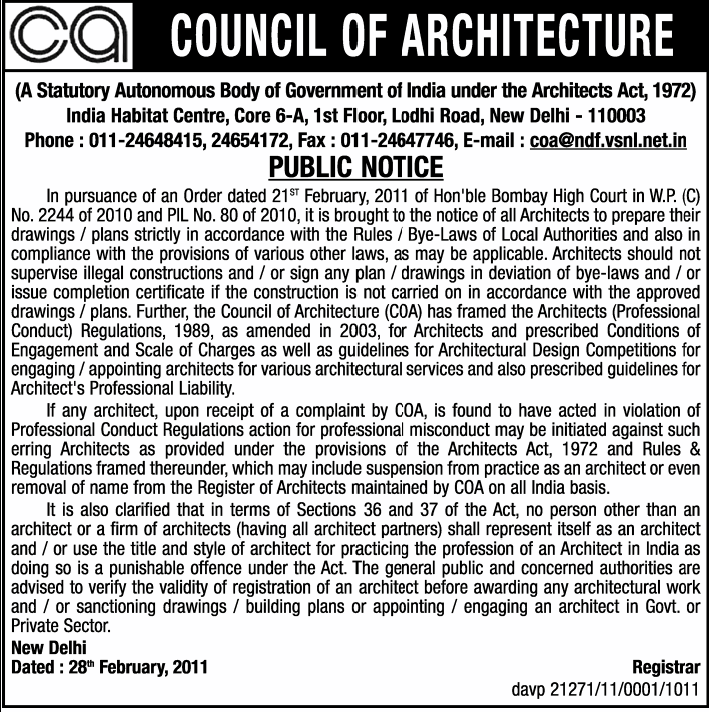 ca COUNCIL OF ARCHITECTURE
(A Statutory Autonomous Body of Government of India under the Architects Act, 1972)
India Habitat Centre, Core 6-A, 1st Floor, Lodhi Road, New Delhi - 110003
Phone : 011-24648415, 24654172, Fax : 011-24647746, E-mail : coa@ndf.vsnl.net.in
PUBLIC NOTICE
In pursuance of an Order dated 21ST February, 2011 of Hon'ble Bombay High Court in W.P. (C)
No. 2244 of 2010 and PIL No. 80 of 2010, it is brought to the notice of all Architects to prepare their
drawings / plans strictly in accordance with the Rules / Bye-Laws of Local Authorities and also in
compliance with the provisions of various other laws, as may be applicable. Architects should not
supervise illegal constructions and / or sign any plan / drawings in deviation of bye-laws and / or
issue completion certificate if the construction is not carried on in accordance with the approved
drawings / plans. Further, the Council of Architecture (COA) has framed the Architects (Professional
Conduct) Regulations, 1989, as amended in 2003, for Architects and prescribed Conditions of
Engagement and Scale of Charges as well as guidelines for Architectural Design Competitions for
engaging / appointing architects for various architectural services and also prescribed guidelines for
Architect's Professional Liability.
If any architect, upon receipt of a complaint by COA, is found to have acted in violation of
Professional Conduct Regulations action for professional misconduct may be initiated against such
erring Architects as provided under the provisions of the Architects Act, 1972 and Rules &
Regulations framed thereunder, which may include suspension from practice as an architect or even
removal of name from the Register of Architects maintained by COA on all India basis.
It is also clarified that in terms of Sections 36 and 37 of the Act, no person other than an
architect or a firm of architects (having all architect partners) shall represent itself as an architect
and / or use the title and style of architect for practicing the profession of an Architect in India as
doing so is a punishable offence under the Act. The general public and concerned authorities are
advised to verify the validity of registration of an architect before awarding any architectural work
and / or sanctioning drawings / building plans or appointing / engaging an architect in Govt. or
Private Sector.
New Delhi
Dated : 28th February, 2011 Registrar
davp 21271/11/0001/1011